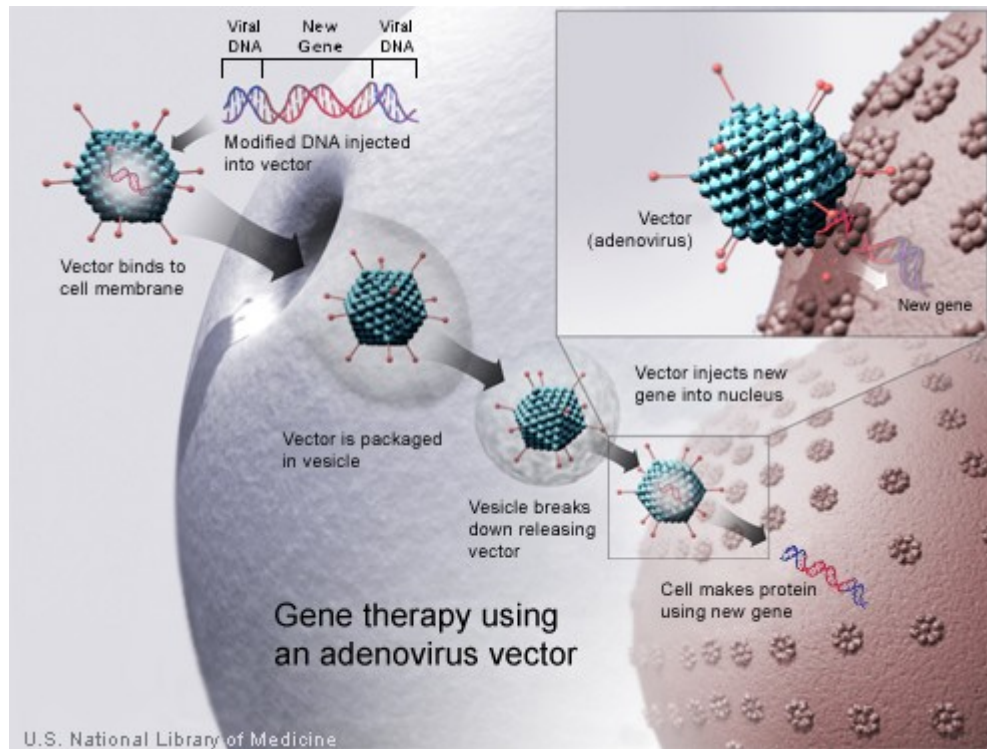 Viral DNA
New Gene
Viral DNA
Modified DNA injected
into vector
Vector binds to
cell membrane
Vector is packaged
in vesicle
Vesicle breaks
down releasing
vector
Vector
(adenovirus)
New gene
Vector injects new
gene into nucleus
Cell makes protein
using new gene
Gene therapy using
an adenovirus vector
U.S. National Library of Medicine